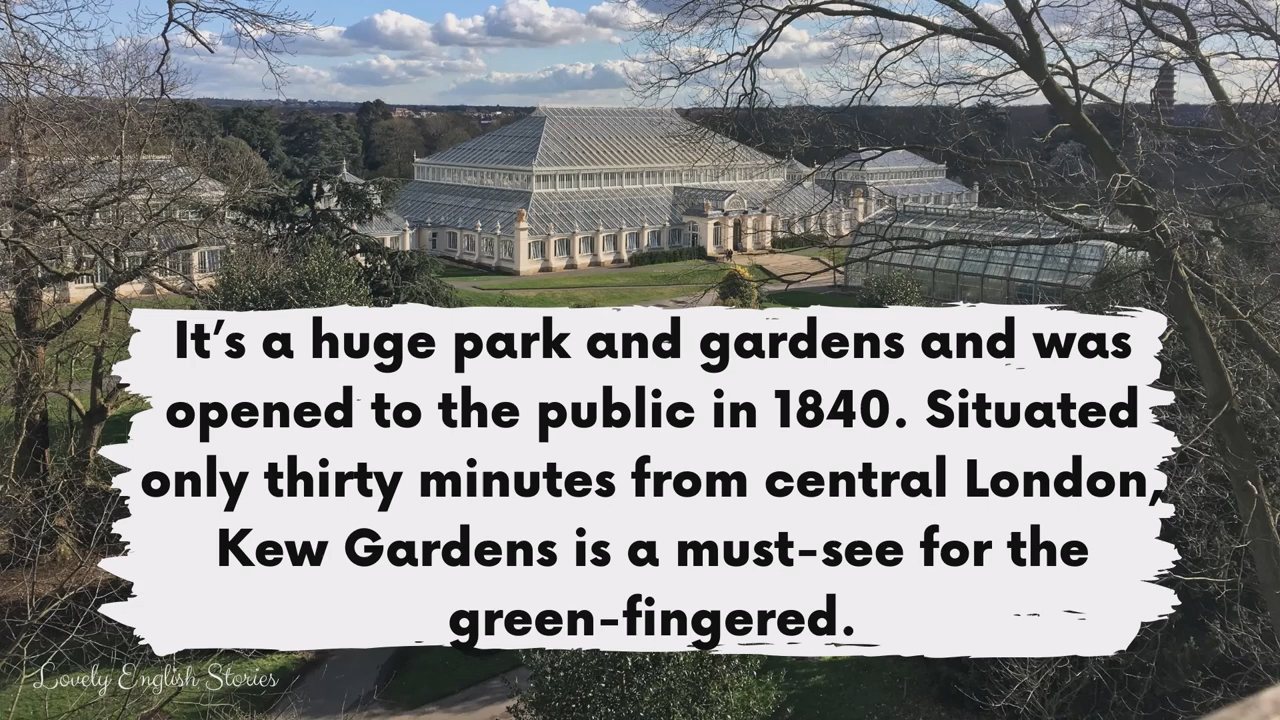 It’s a huge park and gardens and was
opened to the public in 1840. Situated
only thirty minutes from central London,
Kew Gardens is a must-see for the
green-fingered.
Lovely English Stories